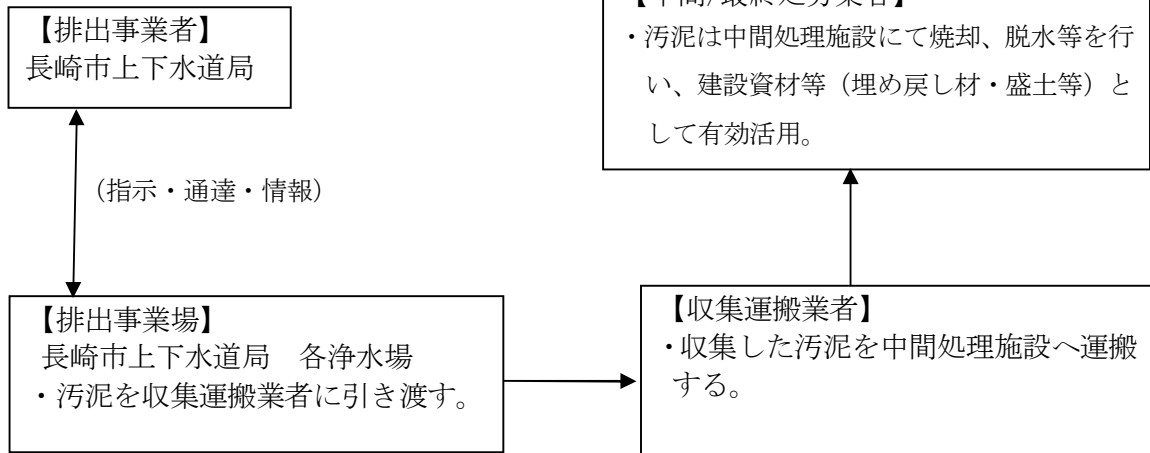 【排出事業者】
長崎市上下水道局
・汚泥は中間処理施設にて焼却、脱水等を行
い、建設資材等（埋め戻し材・盛土等）と
して有効活用。
（指示・通達・情報）
【排出事業場】
長崎市上下水道局　各浄水場
・汚泥を収集運搬業者に引き渡す。
【収集運搬業者】
・収集した汚泥を中間処理施設へ運搬
する。